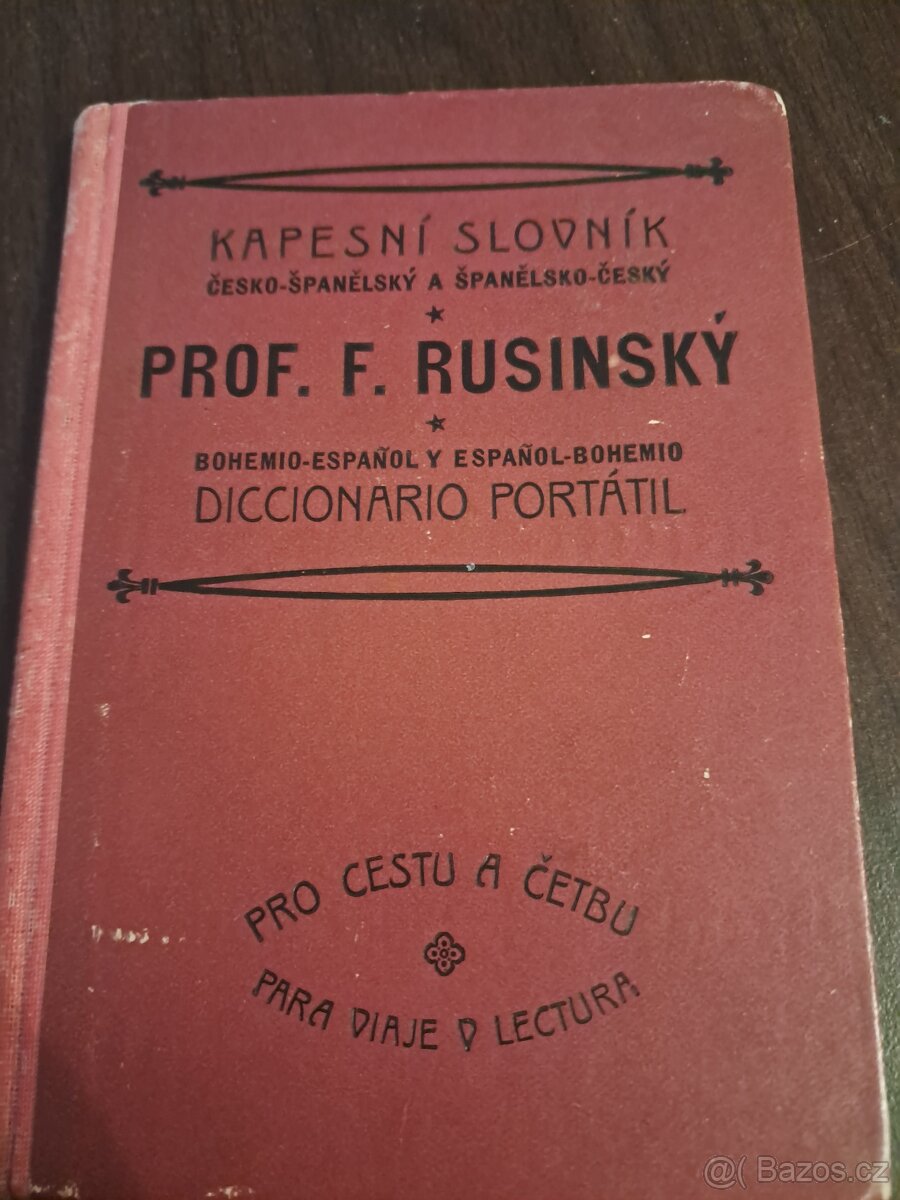 KAPESNÍ SLOVNÍK
ČESKO-ŠPANĚLSKÝ A ŠPANĚLSKO-ČESKÝ
PROF. F. RUSINSKÝ
BOHEMIO-ESPAÑOL Y ESPAÑOL-BOHEMIO
DICCIONARIO PORTÁTIL.
PRO CESTU A ČETBU
PARA VIAJE Y LECTURA
@( Bazos.cz